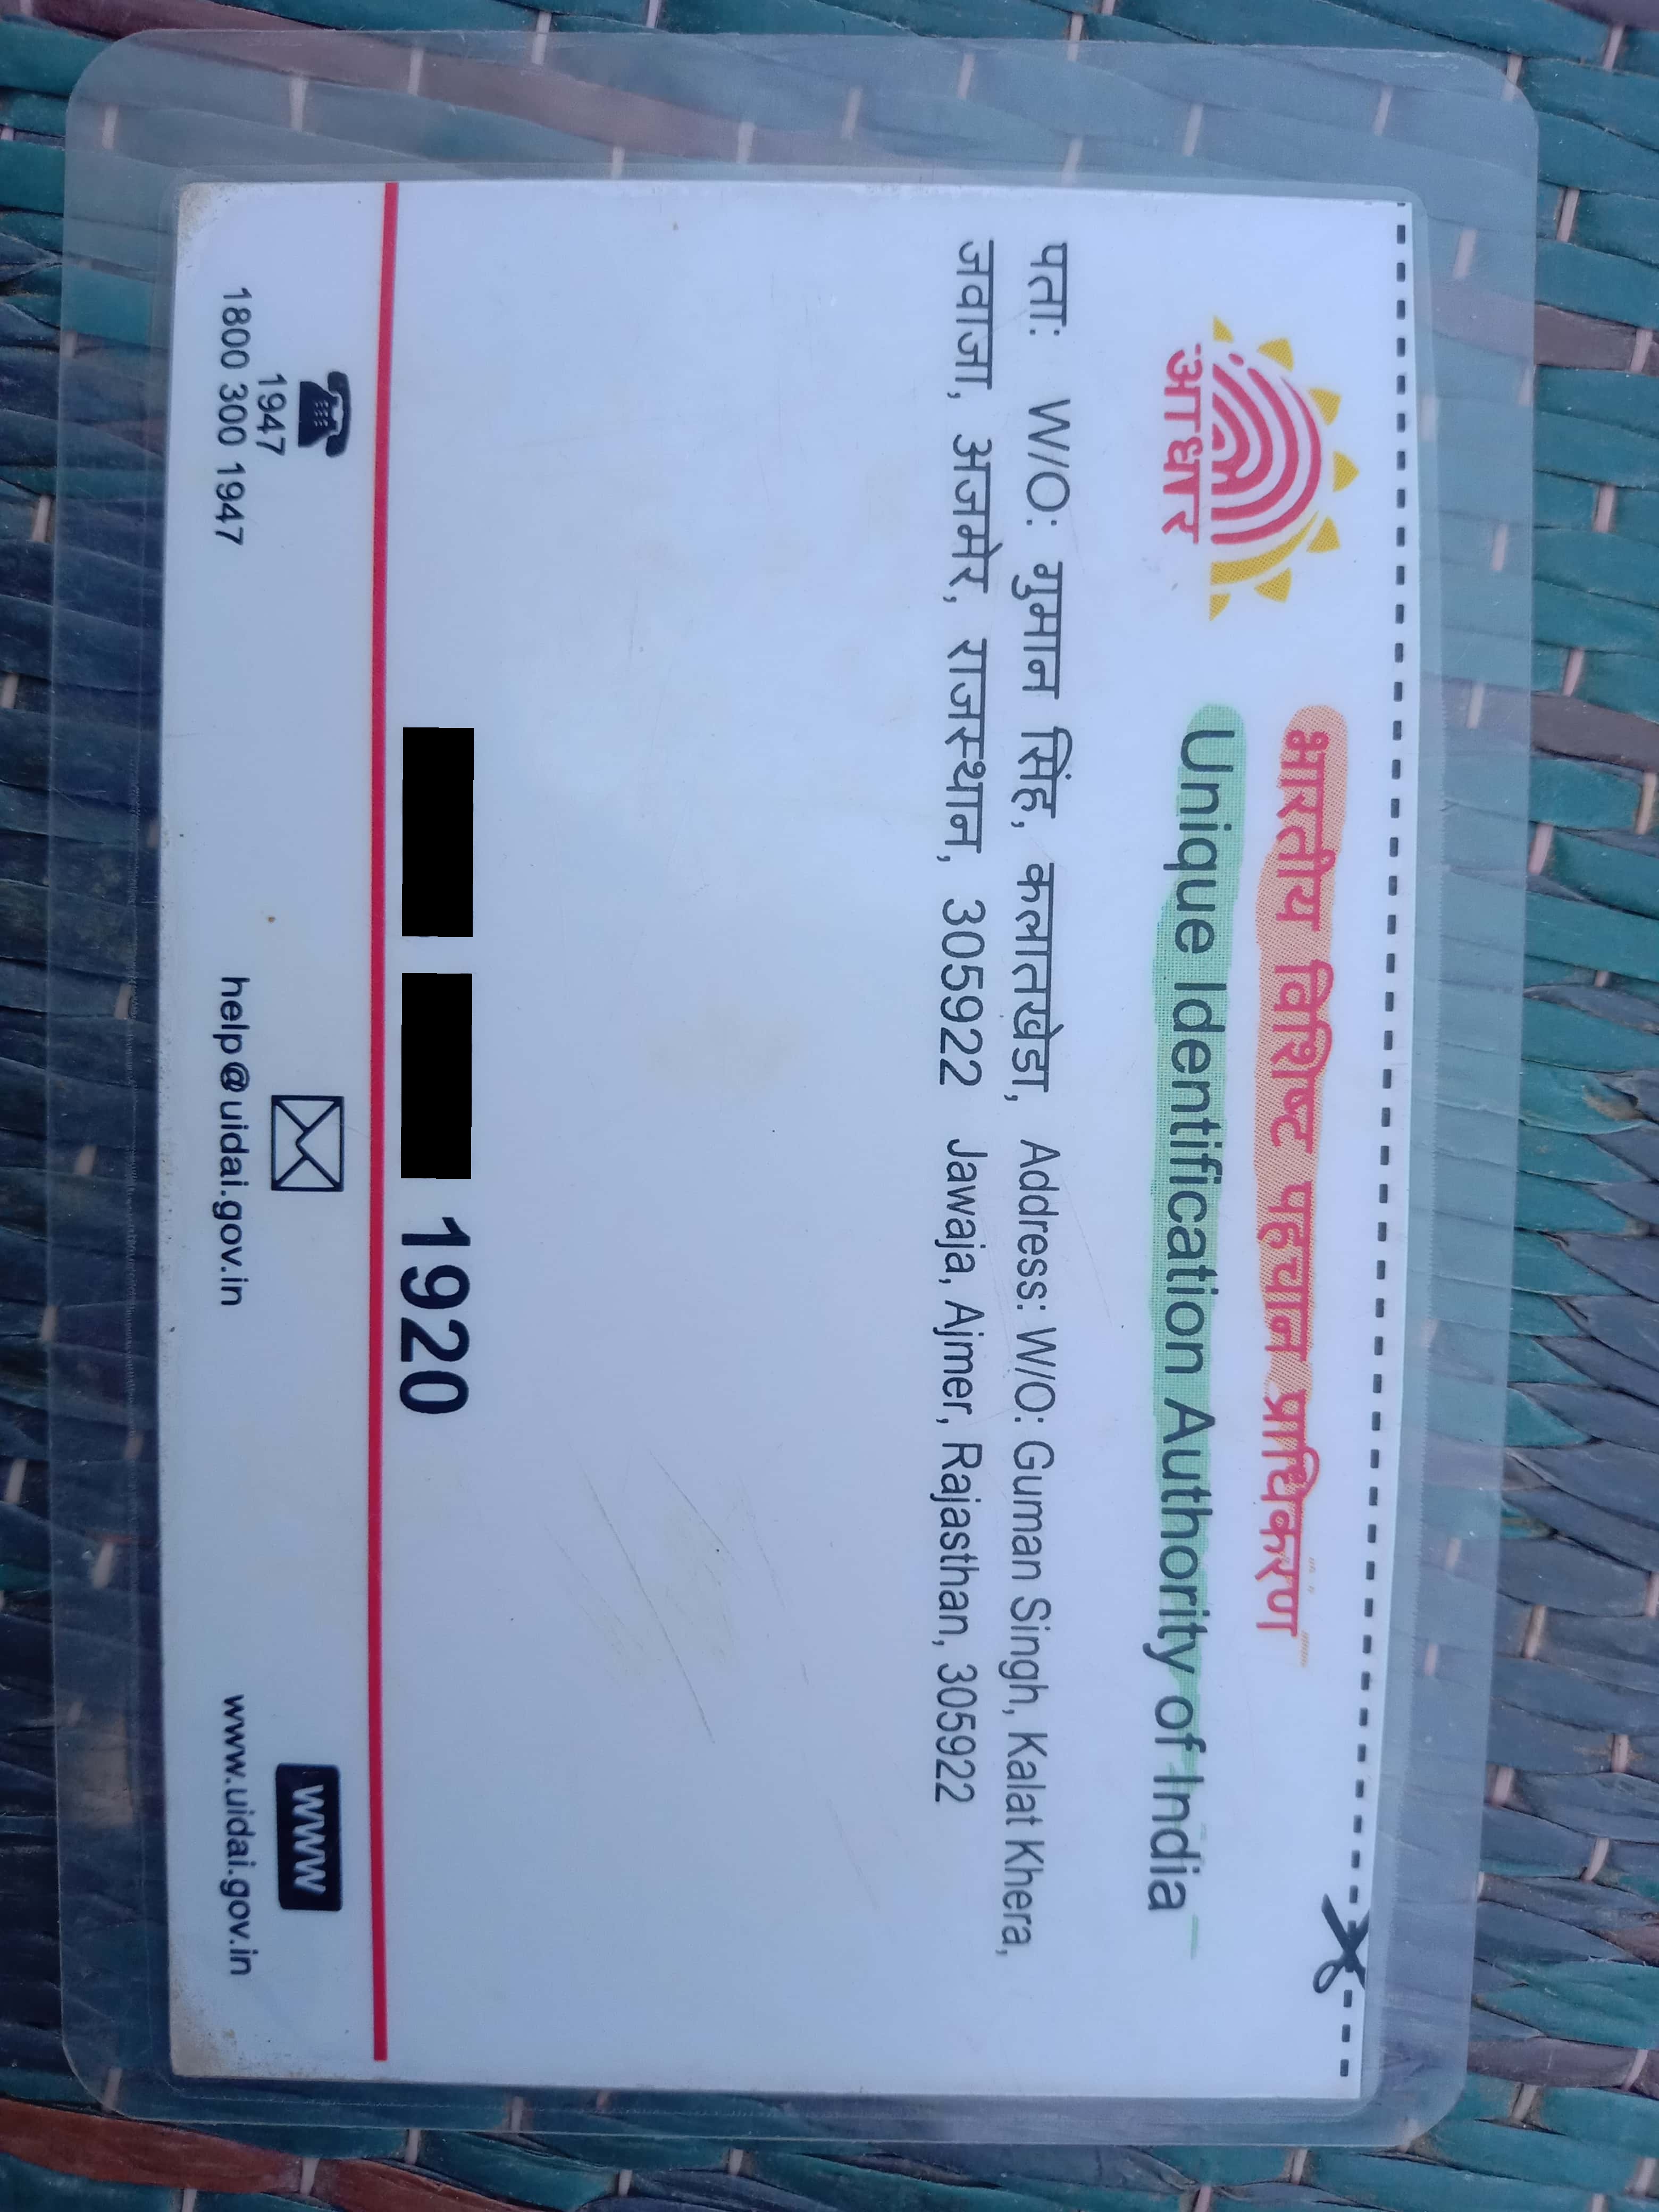 भारतीय विशिष्ट पहचान प्राधिकरण
Unique Identification Authority of India
आधार
पताः W/O: गुमान सिंह, कलातखेडा,
जवाजा, अजमेर, राजस्थान, 305922
Address: W/O: Guman Singh, Kalat Khera,
Jawaja, Ajmer, Rajasthan, 305922
1920
1947
1800 300 1947
help@uidai.gov.in
www
www.uidai.gov.in